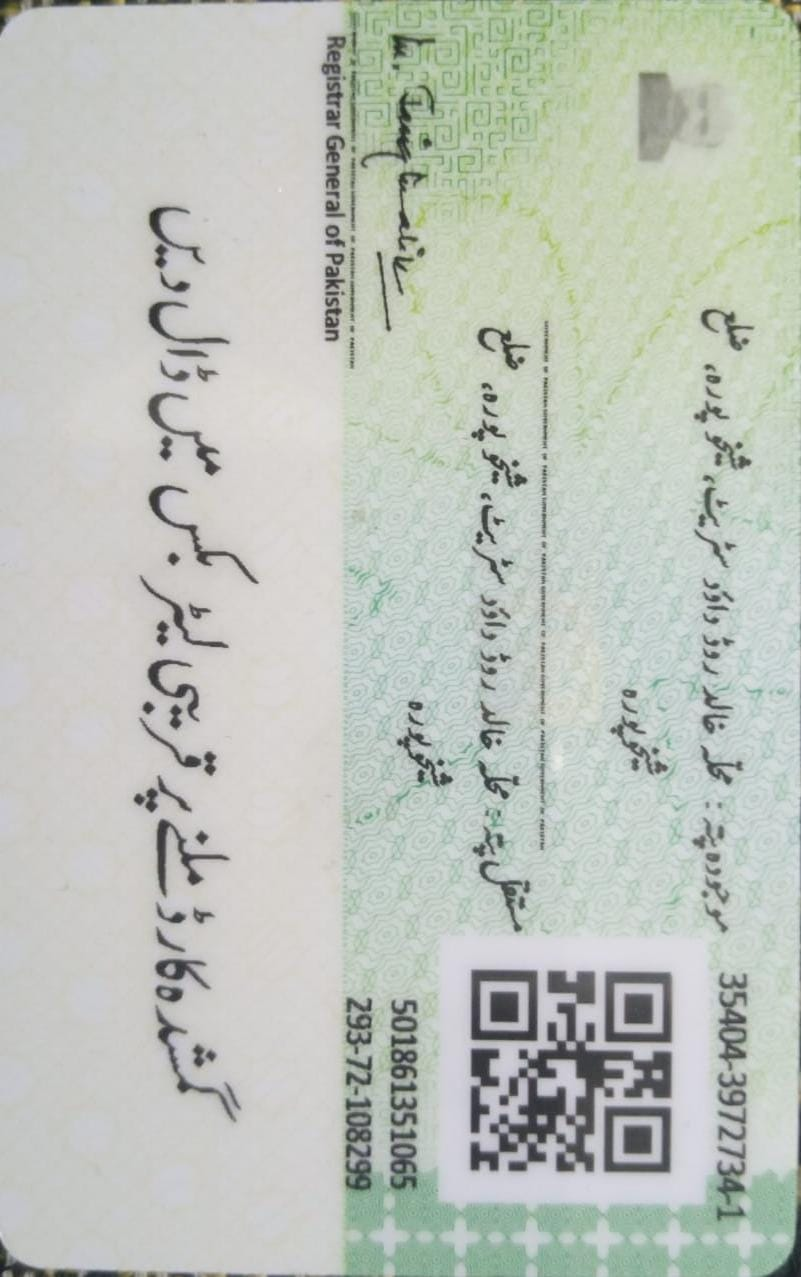 35404-3972734-1
موجودہ پتہ: محلہ خالد روڈ داؤد سٹریٹ، شیخوپورہ، ضلع
شیخوپورہ
مستقل پتہ: محلہ خالد روڈ داؤد سٹریٹ، شیخوپورہ، ضلع
شیخوپورہ
501861351065
293-72-108299
Registrar General of Pakistan
گمشدہ کارڈ ملنے پر قریبی لیٹر بکس میں ڈال دیں